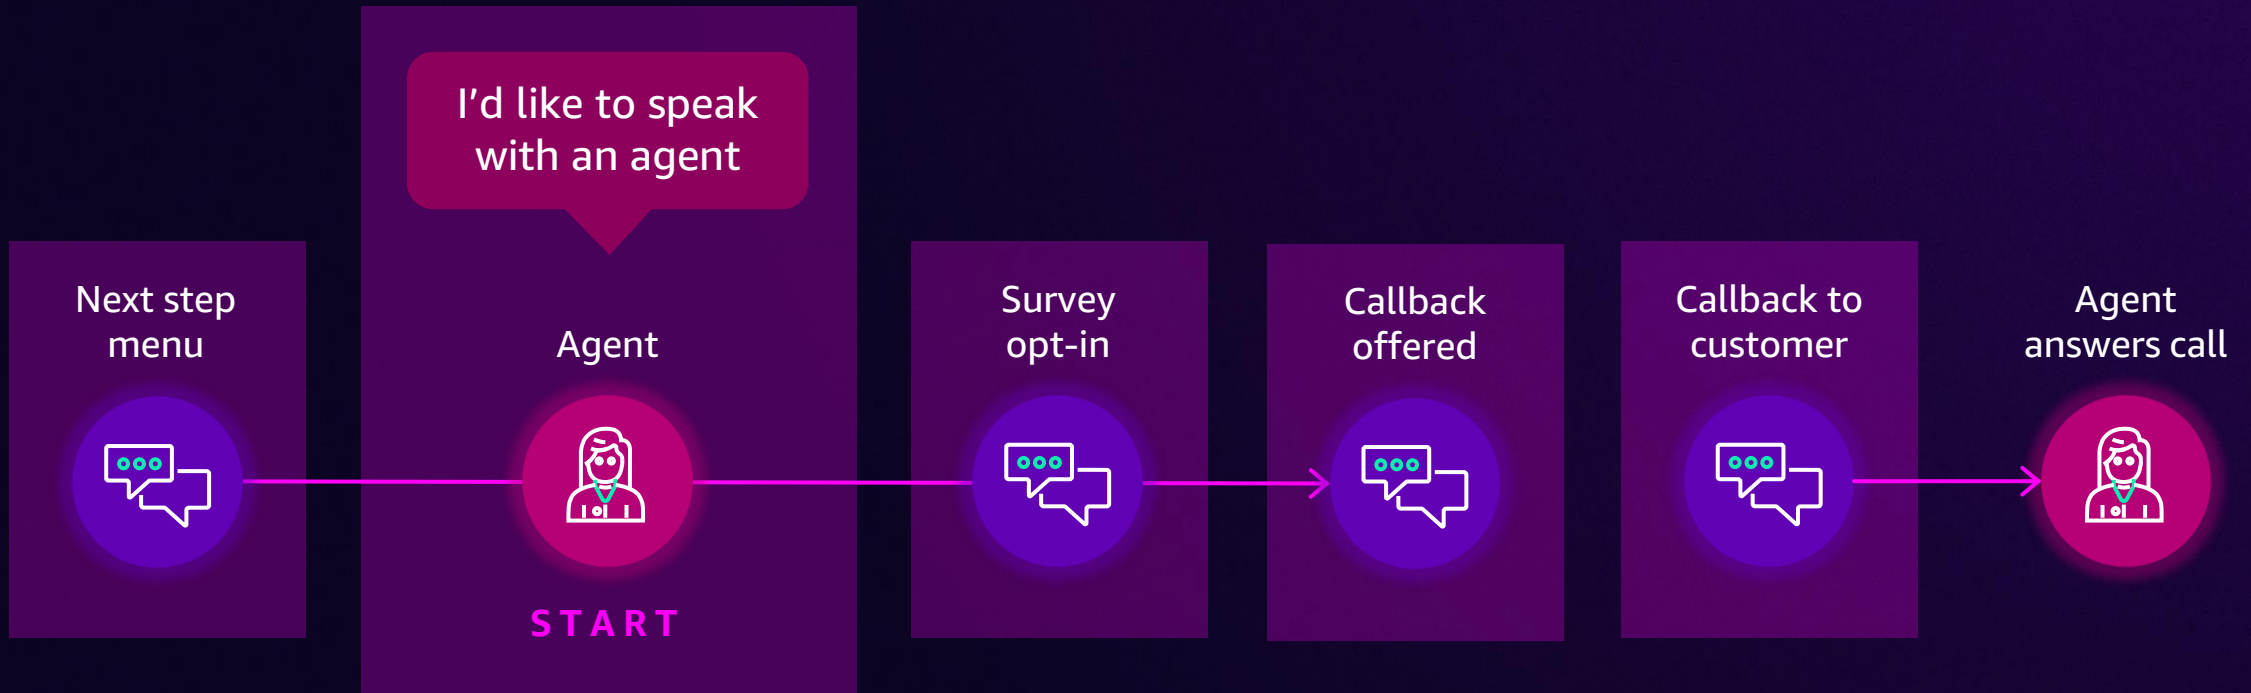 I’d like to speak
with an agent
Next step
menu
Agent
START
Survey
opt-in
Callback
offered
Callback to
customer
Agent
answers call